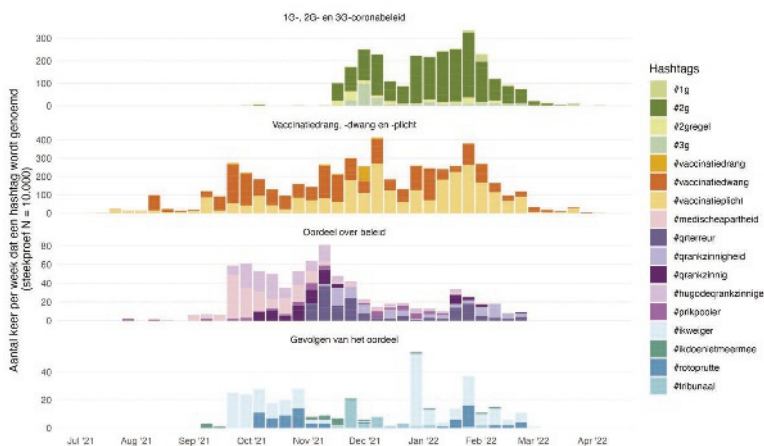 1G-, 2G- en 3G-coronabeleid
300
200
100
0
Vaccinatiedrang, -dwang en -plicht
400
300
200
100
0
Oordeel over beleid
80
60
40
20
0
Gevolgen van het oordeel
40
20
0
Jul '21 Aug '21 Sep '21 Oct '21 Nov '21 Dec '21 Jan '22 Feb '22 Mar '22 Apr '22
Aantal keer per week dat een hashtag wordt genoemd
(steekproef N = 10.000)
Hashtags
#1g
#2g
#2gregel
#3g
#vaccinatiedrang
#vaccinatiedwang
#vaccinatieplicht
#medischeapartheid
#qrterreur
#qrankzinnigheid
#qrankzinnig
#hugodeqrankzinnige
#prikpooier
#ikweiger
#ikdoenietmeermee
#rotoprutte
#tribunaal